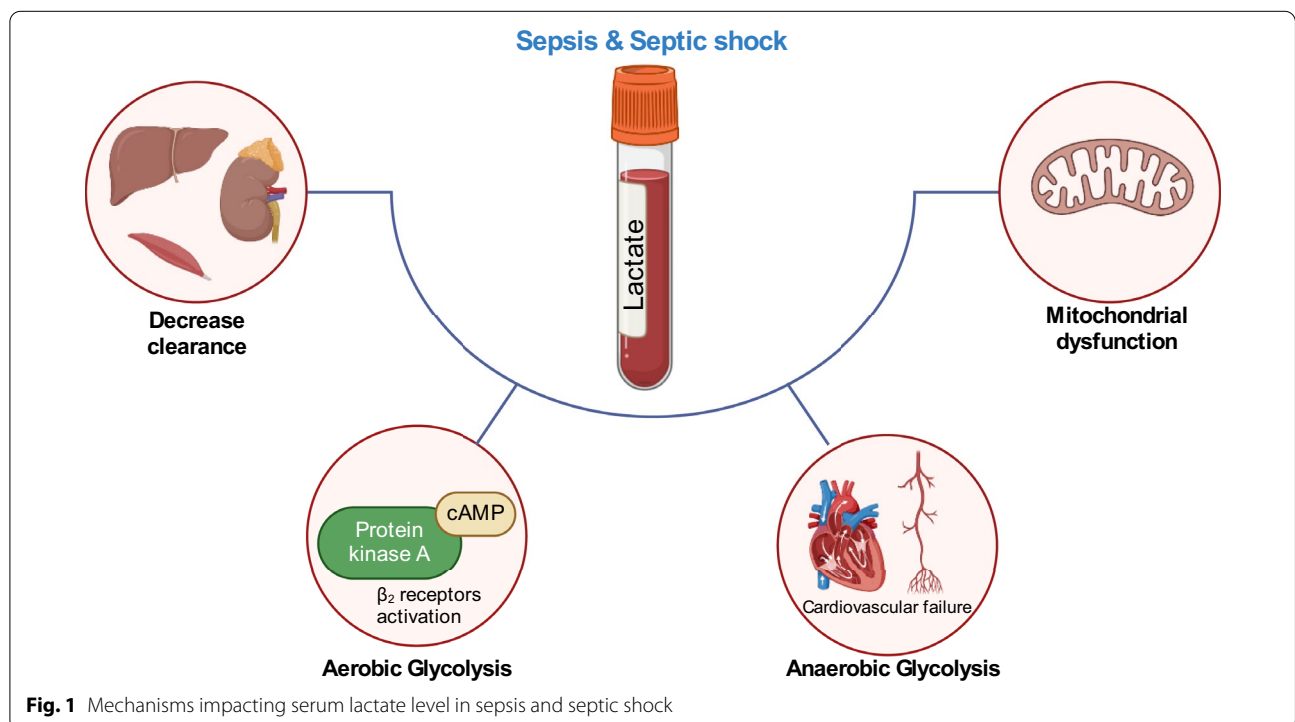 Sepsis & Septic shock
Lactate
Decrease
clearance
Mitochondrial
dysfunction
Protein
kinase A
cAMP
β₂ receptors
activation
Aerobic Glycolysis
Cardiovascular failure
Anaerobic Glycolysis
Fig. 1 Mechanisms impacting serum lactate level in sepsis and septic shock